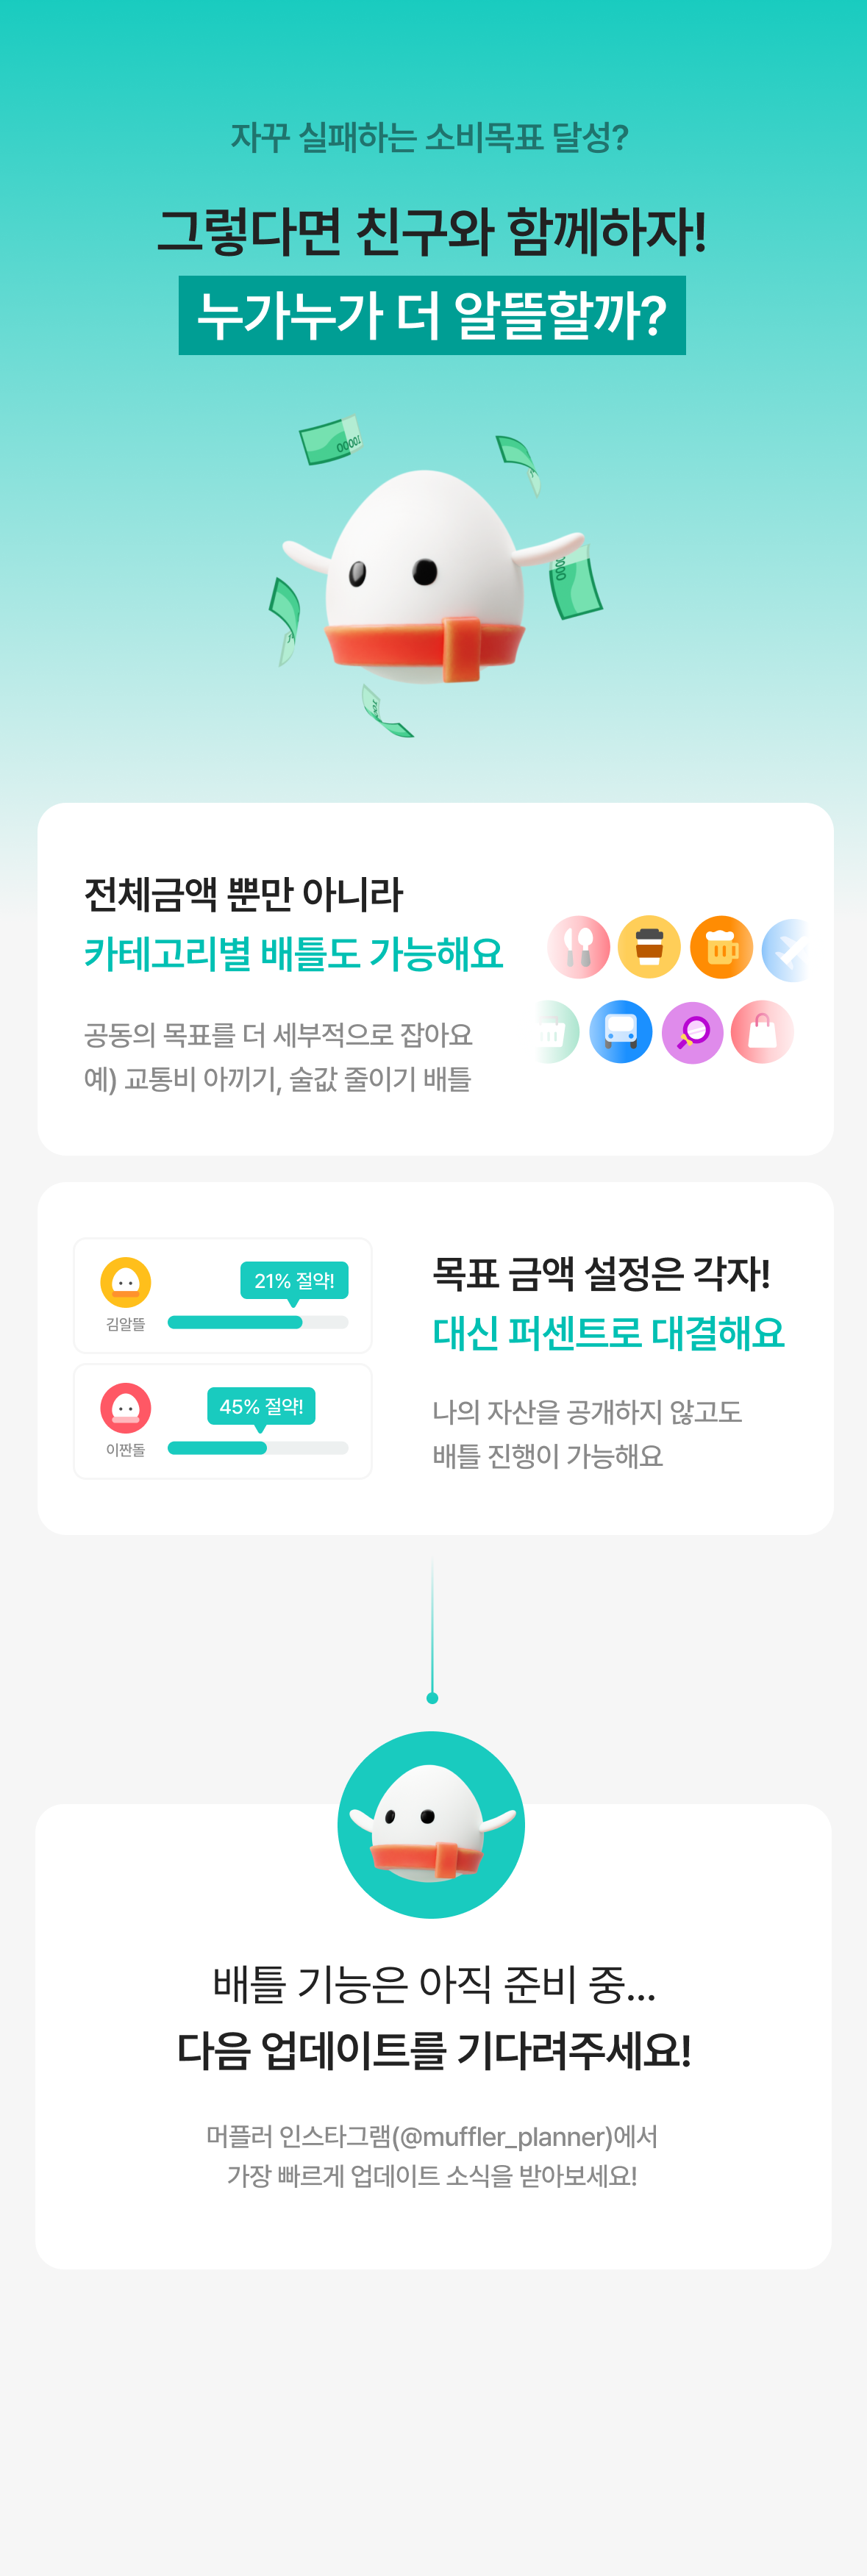 자꾸 실패하는 소비목표 달성?
그렇다면 친구와 함께하자!
누가누가 더 알뜰할까?
00001
0000
전체금액 뿐만 아니라
카테고리별 배틀도 가능해요
공동의 목표를 더 세부적으로 잡아요
예) 교통비 아끼기, 술값 줄이기 배틀
21% 절약!
김알뜰
45% 절약!
이짠돌
목표 금액 설정은 각자!
대신 퍼센트로 대결해요
나의 자산을 공개하지 않고도
배틀 진행이 가능해요
배틀 기능은 아직 준비 중...
다음 업데이트를 기다려주세요!
머플러 인스타그램(@muffler_planner)에서
가장 빠르게 업데이트 소식을 받아보세요!